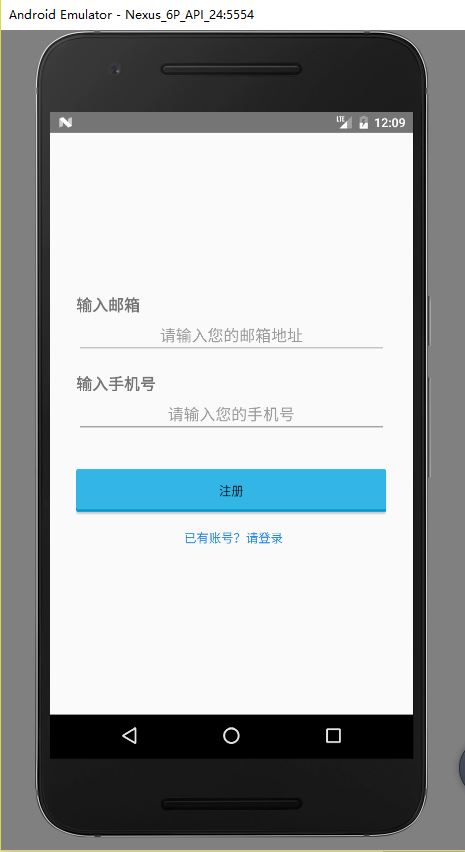 Android Emulator - Nexus_6P_API_24:5554
LTE 12:09
输入邮箱
请输入您的邮箱地址
输入手机号
请输入您的手机号
注册
已有账号？请登录